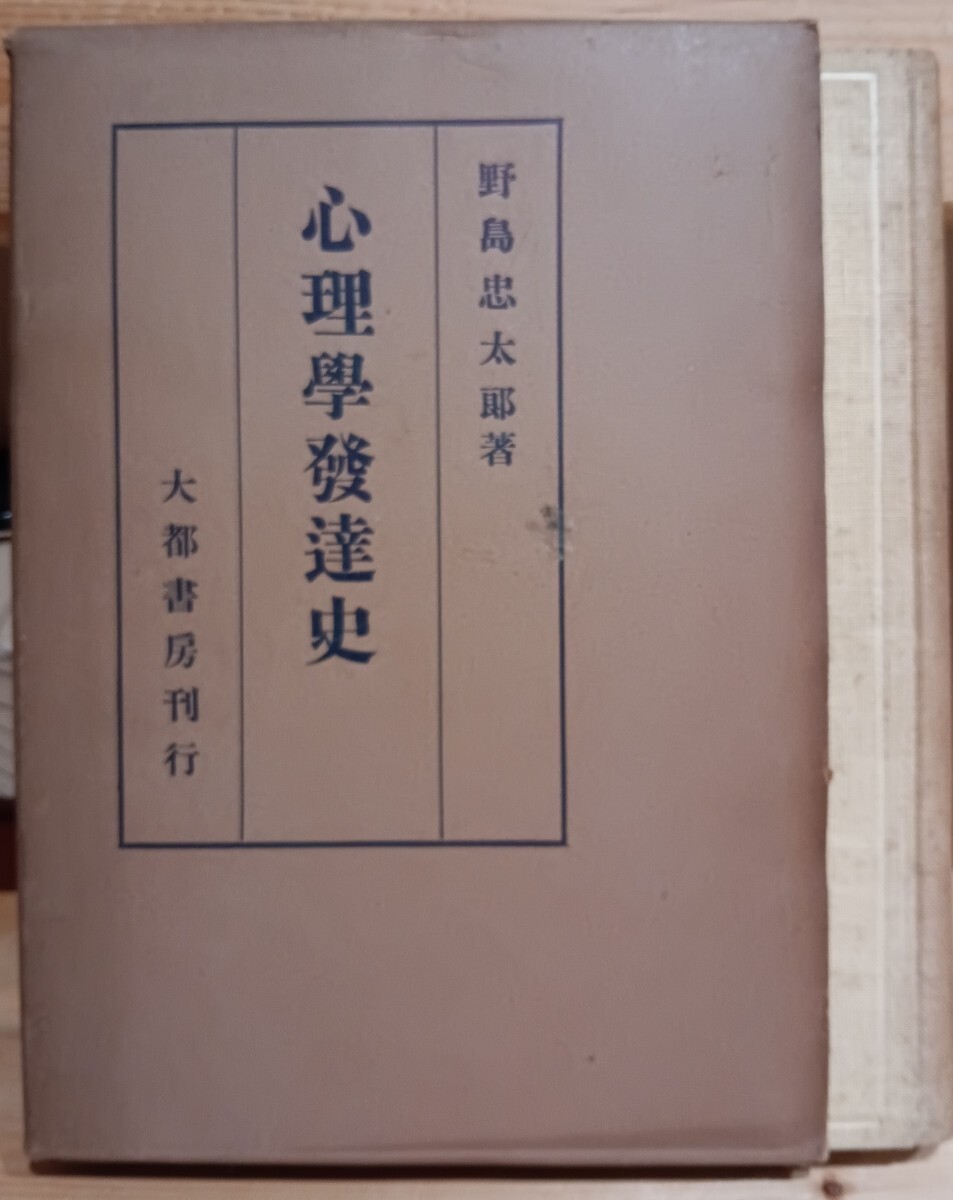 野島忠太郎著
心理學發達史
大都書房刊行